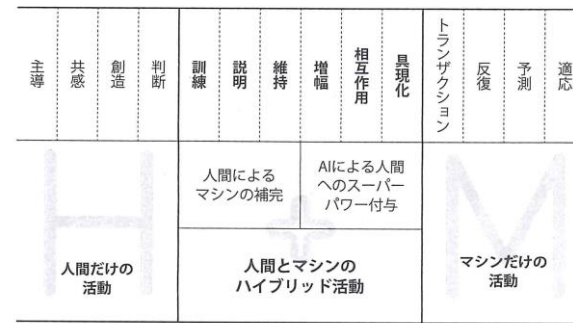 主導
共感
創造
判断
訓練
説明
維持
増幅
相互作用
具現化
トランザクション
反復
予測
適応
人間による
マシンの補完
AIによる人間
へのスーパー
パワー付与
人間だけの
活動
人間とマシンの
ハイブリッド活動
マシンだけの
活動
H
+
M